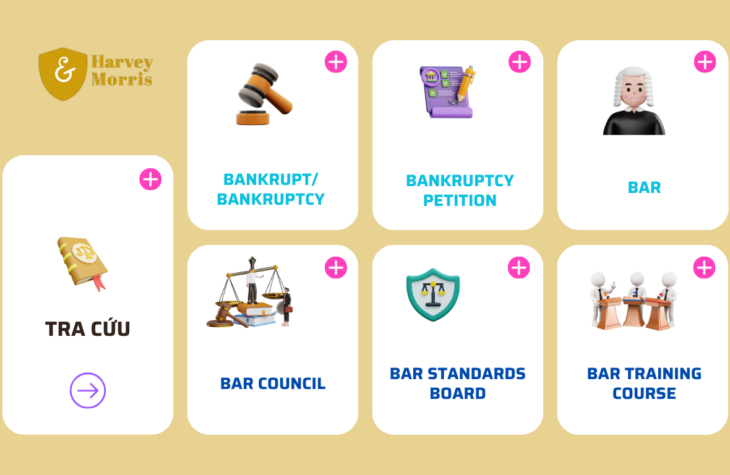 Harvey
Morris
&
TRA CỨU
BANKRUPT/
BANKRUPTCY
BANKRUPTCY
PETITION
BAR
BAR COUNCIL
BAR STANDARDS
BOARD
BAR TRAINING
COURSE